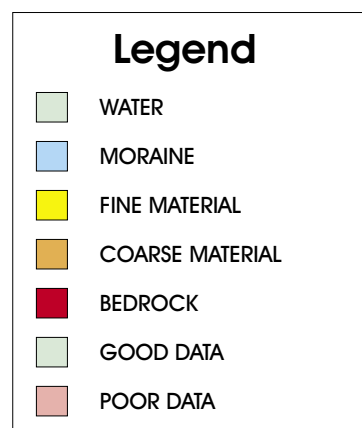 Legend
WATER
MORAINE
FINE MATERIAL
COARSE MATERIAL
BEDROCK
GOOD DATA
POOR DATA